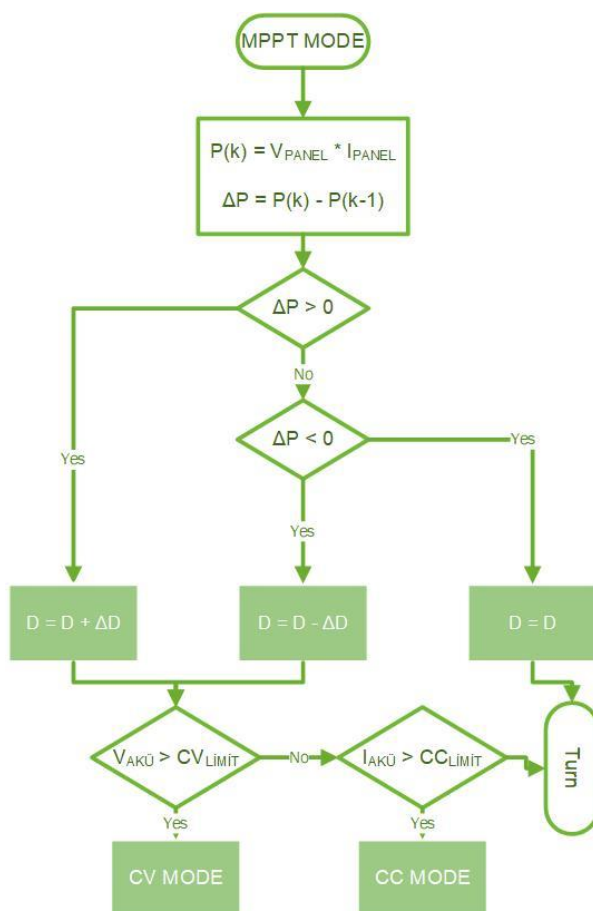 MPPT MODE
P(k) = VPANEL * IPANEL
ΔP = P(k) - P(k-1)
ΔP > 0
No
ΔP < 0
Yes
Yes
Yes
D = D + ΔD
D = D - ΔD
D = D
VAKÜ > CVLİMİT
No
IAKÜ > CCLİMİT
Turn
Yes
Yes
CV MODE
CC MODE